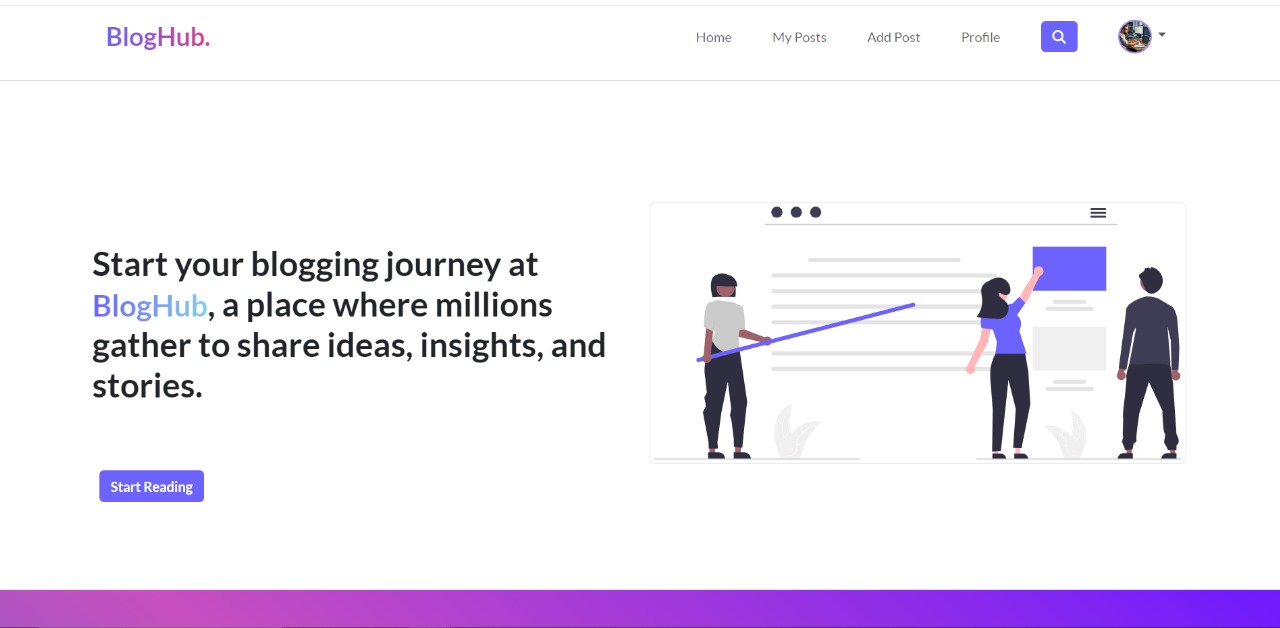 BlogHub.
Home
My Posts
Add Post
Profile
Start your blogging journey at
BlogHub, a place where millions
gather to share ideas, insights, and
stories.
Start Reading